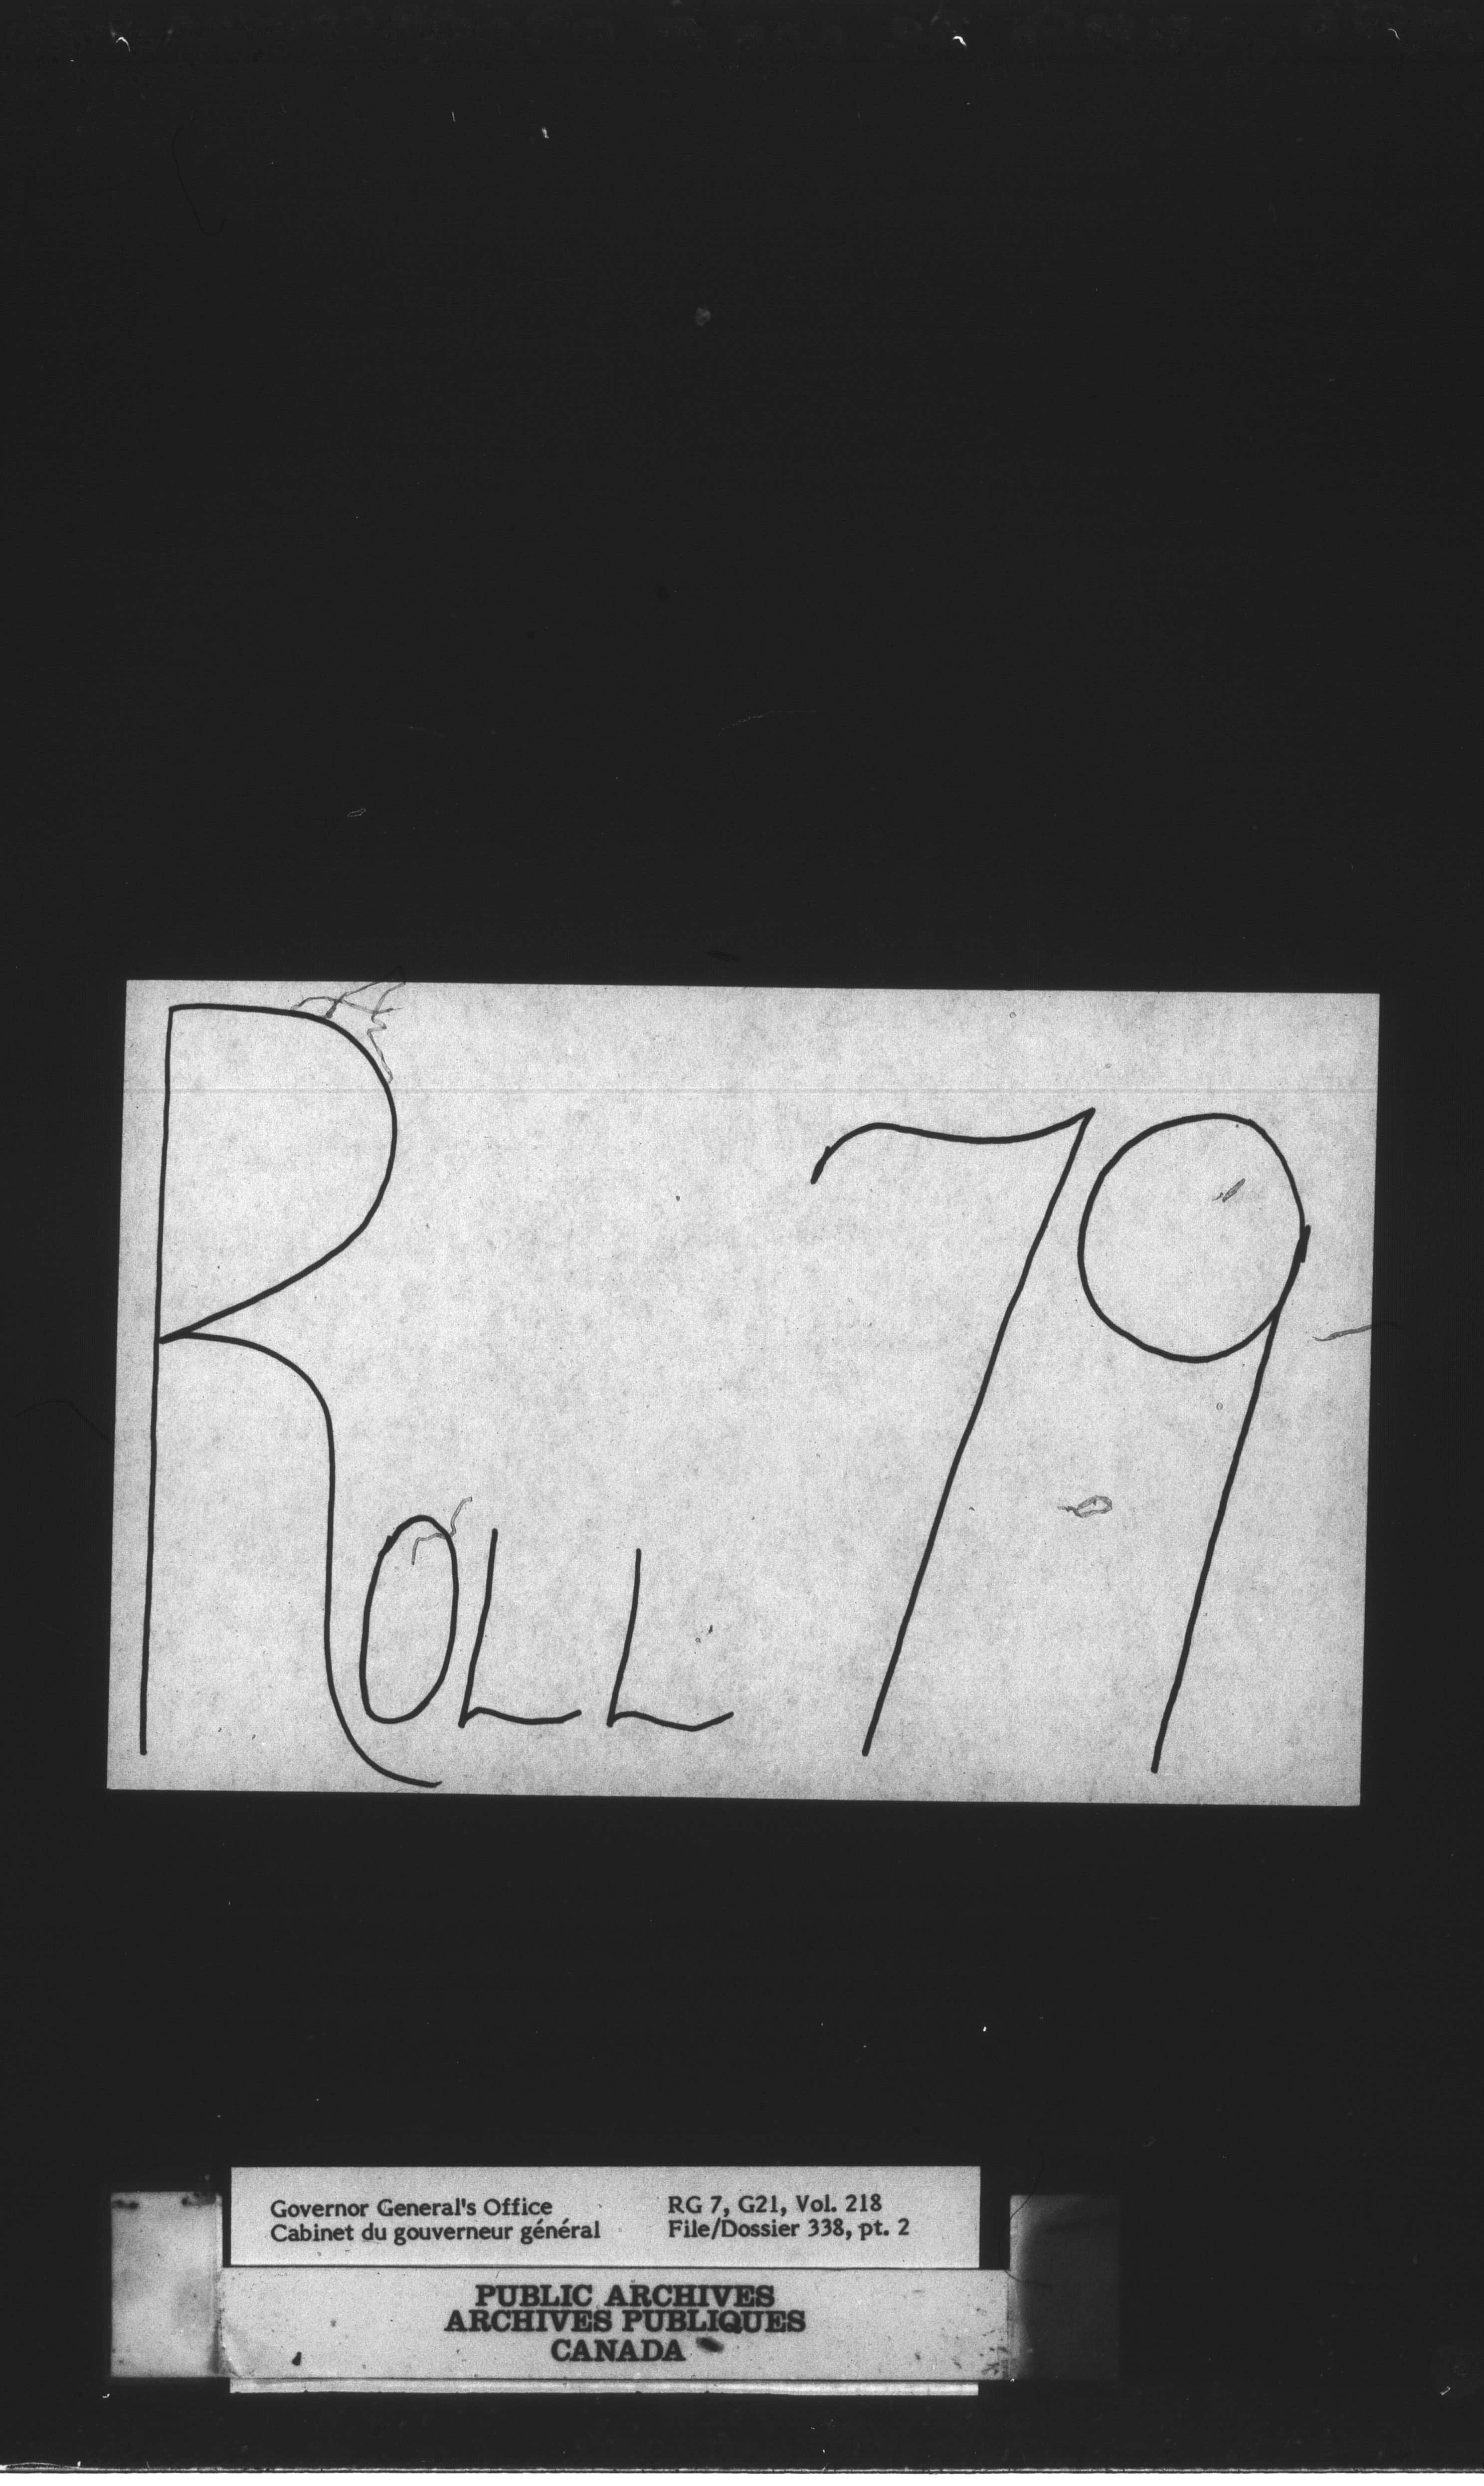 ROLL 79
Governor General's Office
Cabinet du gouverneur général
RG 7, G21, Vol. 218
File/Dossier 338, pt. 2
PUBLIC ARCHIVES
ARCHIVES PUBLIQUES
CANADA